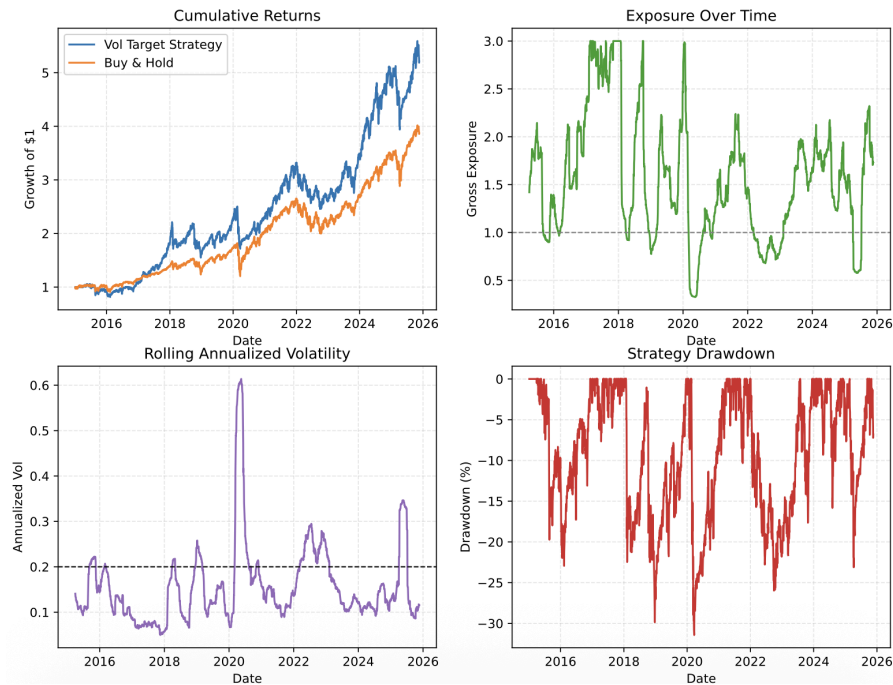 Cumulative Returns
Vol Target Strategy
Buy & Hold
Growth of $1
5
4
3
2
1
2016 2018 2020 2022 2024 2026
Date
Exposure Over Time
Gross Exposure
3.0
2.5
2.0
1.5
1.0
0.5
2016 2018 2020 2022 2024 2026
Date
Rolling Annualized Volatility
Annualized Vol
0.6
0.5
0.4
0.3
0.2
0.1
2016 2018 2020 2022 2024 2026
Date
Strategy Drawdown
Drawdown (%)
0
−5
−10
−15
−20
−25
−30
2016 2018 2020 2022 2024 2026
Date